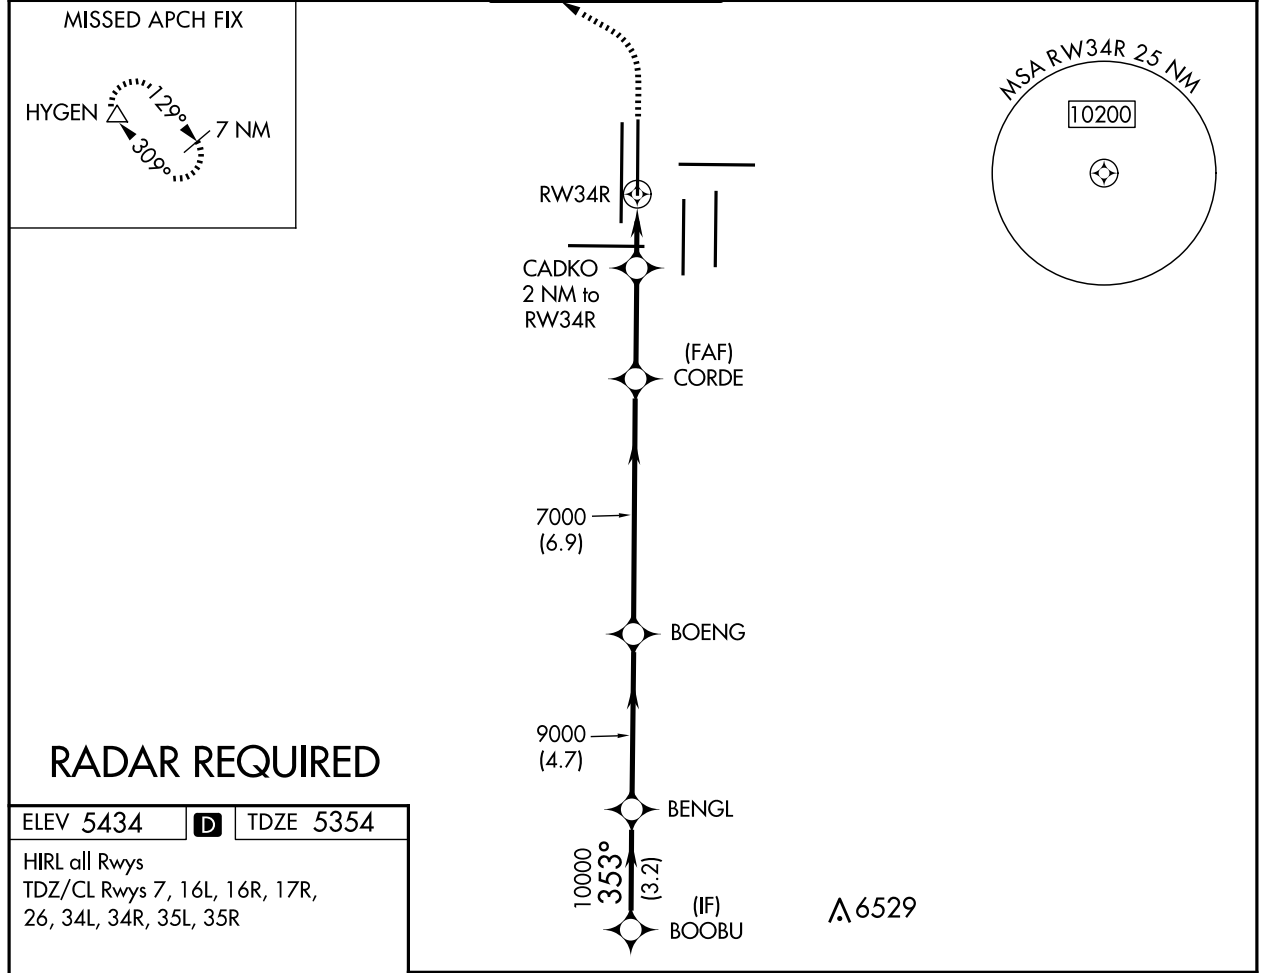 MISSED APCH FIX
HYGEN
129°
7 NM
309°
MSA RW34R 25 NM
10200
RW34R
CADKO
2 NM to
RW34R
(FAF)
CORDE
7000
(6.9)
BOENG
9000
(4.7)
BENGL
10000
353°
(3.2)
(IF)
BOOBU
6529
RADAR REQUIRED
ELEV 5434
D
TDZE 5354
HIRL all Rwys
TDZ/CL Rwys 7, 16L, 16R, 17R,
26, 34L, 34R, 35L, 35R